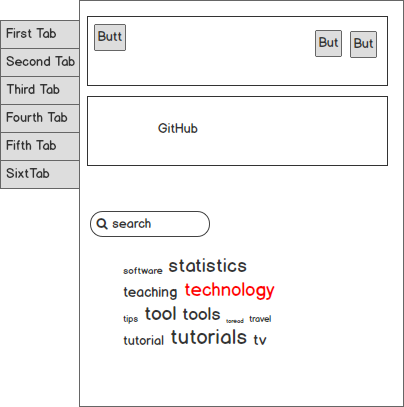 First Tab
Second Tab
Third Tab
Fourth Tab
Fifth Tab
SixtTab
Butt
But
But
GitHub
search
software statistics
teaching technology
tips tool tools toread travel
tutorial tutorials tv